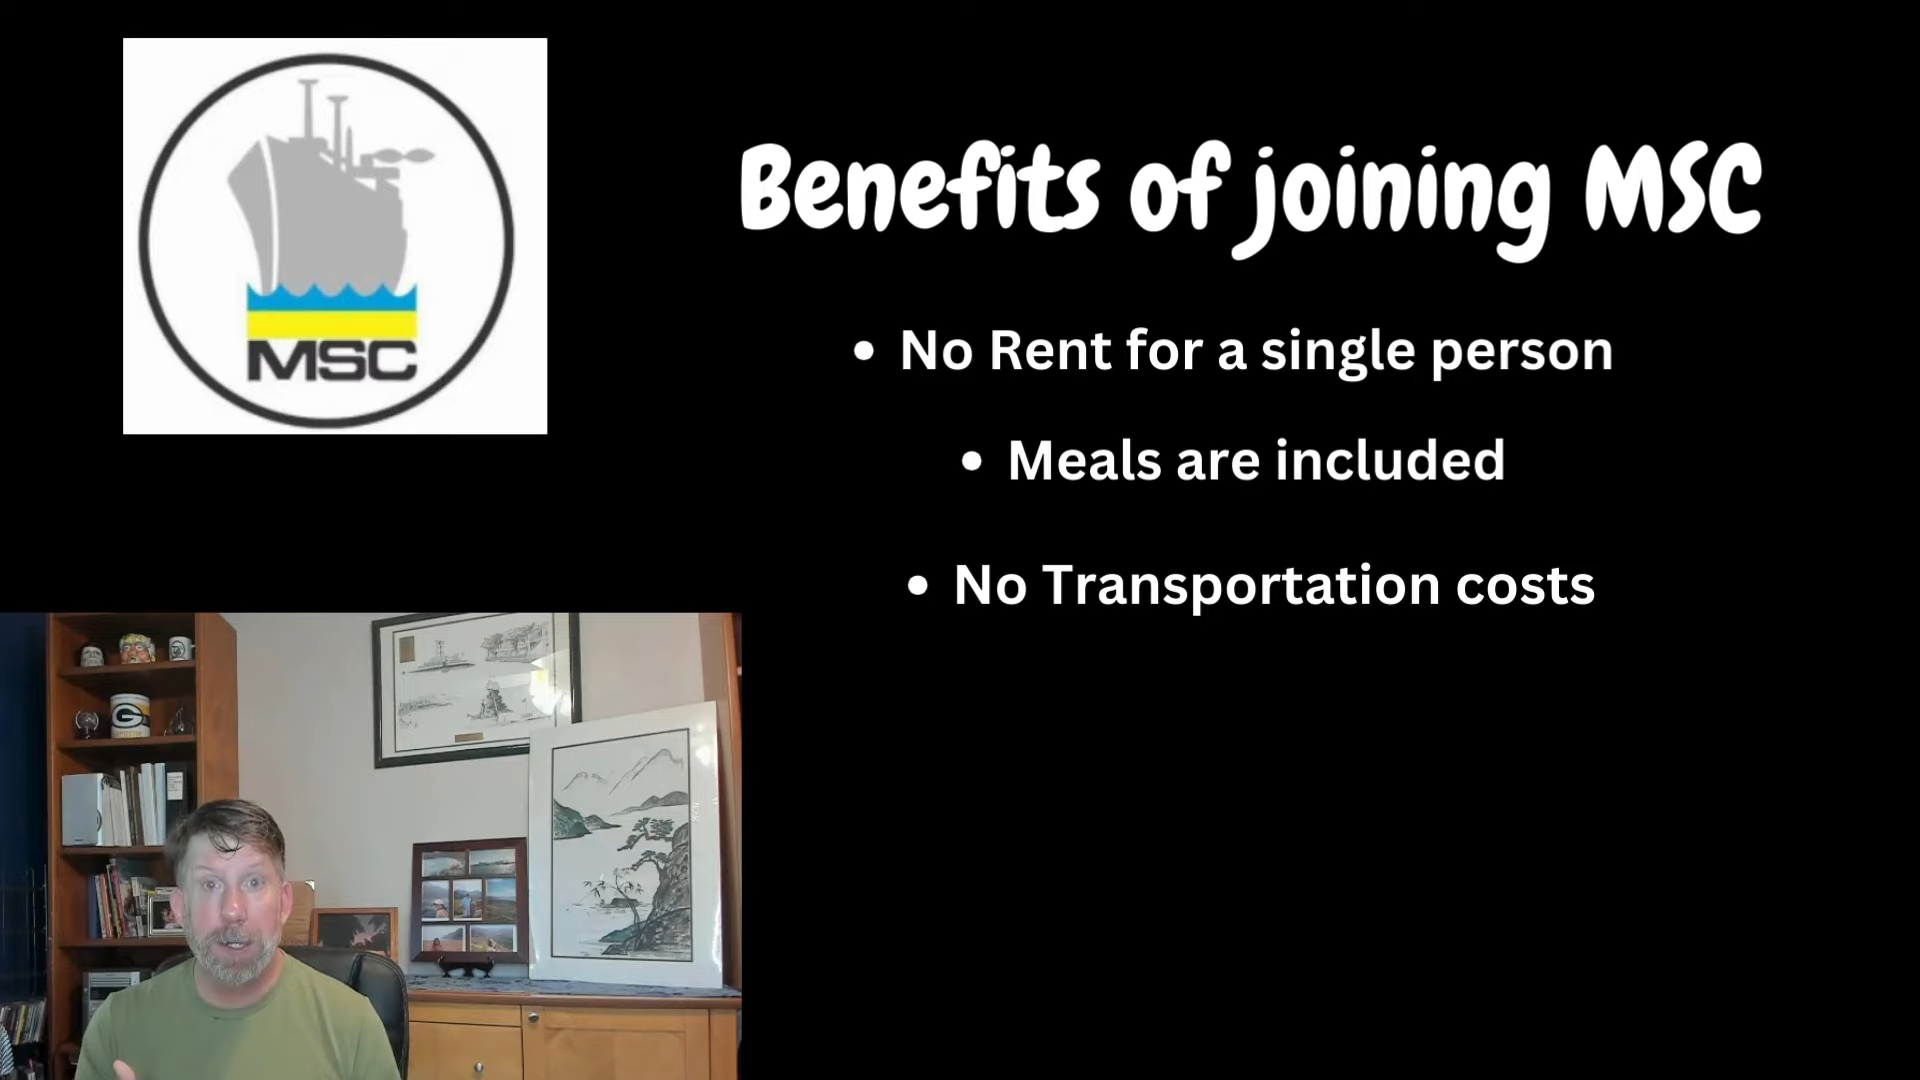 MSC
Benefits of joining MSC
• No Rent for a single person
• Meals are included
• No Transportation costs
G